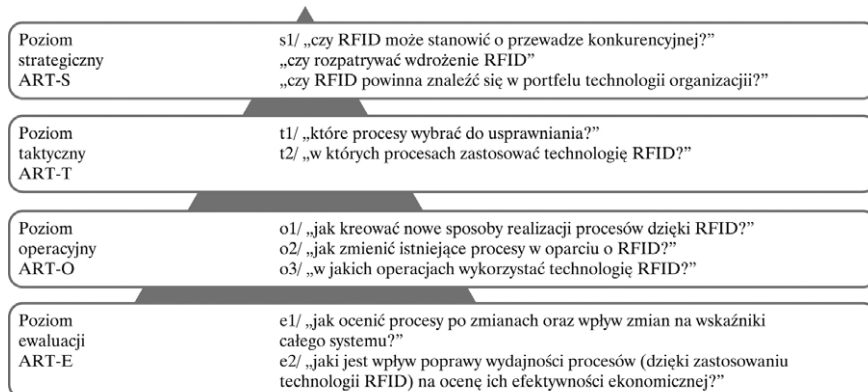 Poziom
strategiczny
ART-S
s1/ „czy RFID może stanowić o przewadze konkurencyjnej?”
„czy rozpatrywać wdrożenie RFID”
„czy RFID powinna znaleźć się w portfelu technologii organizacjii?”
Poziom
taktyczny
ART-T
t1/ „które procesy wybrać do usprawniania?”
t2/ „w których procesach zastosować technologię RFID?”
Poziom
operacyjny
ART-O
o1/ „jak kreować nowe sposoby realizacji procesów dzięki RFID?”
o2/ „jak zmienić istniejące procesy w oparciu o RFID?”
o3/ „w jakich operacjach wykorzystać technologię RFID?”
Poziom
ewaluacji
ART-E
e1/ „jak ocenić procesy po zmianach oraz wpływ zmian na wskaźniki
całego systemu?”
e2/ „jaki jest wpływ poprawy wydajności procesów (dzięki zastosowaniu
technologii RFID) na ocenę ich efektywności ekonomicznej?”